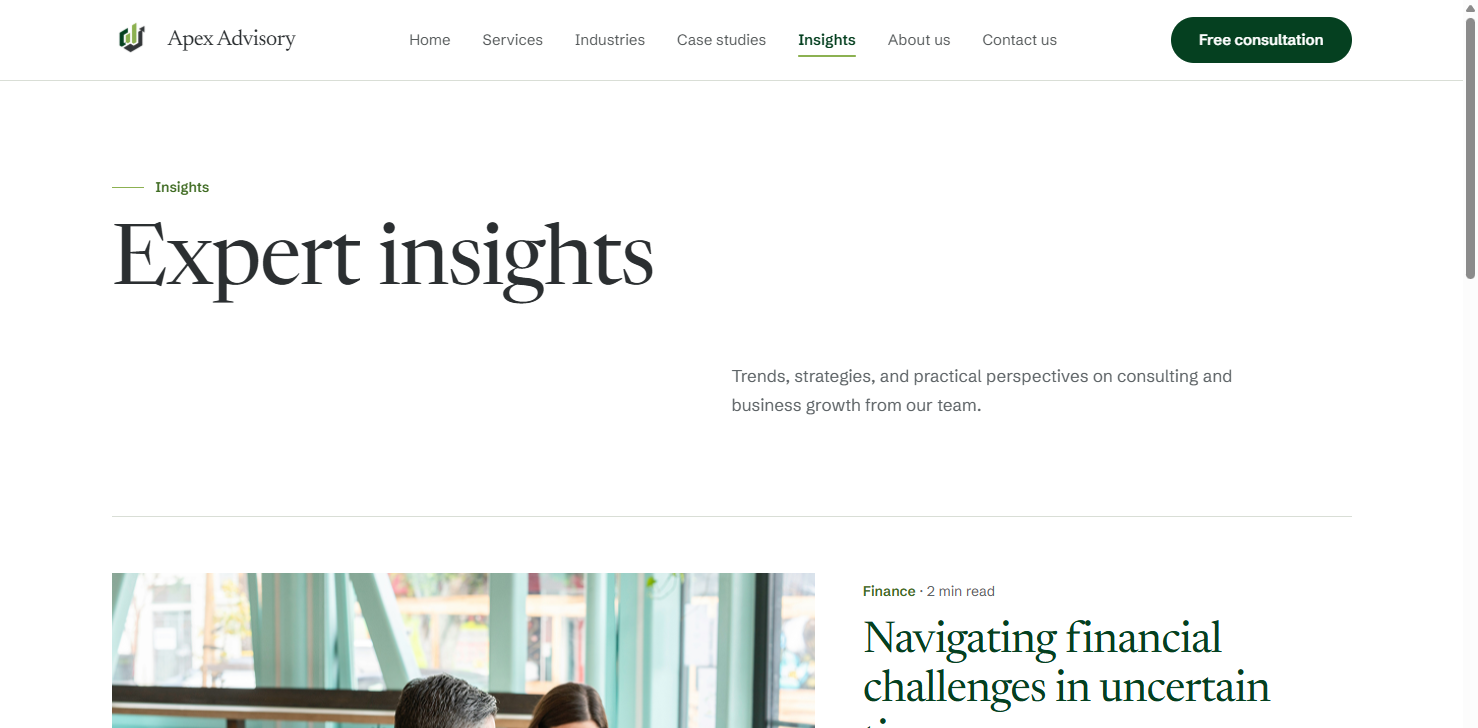 Apex Advisory
Home
Services
Industries
Case studies
Insights
About us
Contact us
Free consultation
Insights
Expert insights
Trends, strategies, and practical perspectives on consulting and
business growth from our team.
Finance · 2 min read
Navigating financial
challenges in uncertain